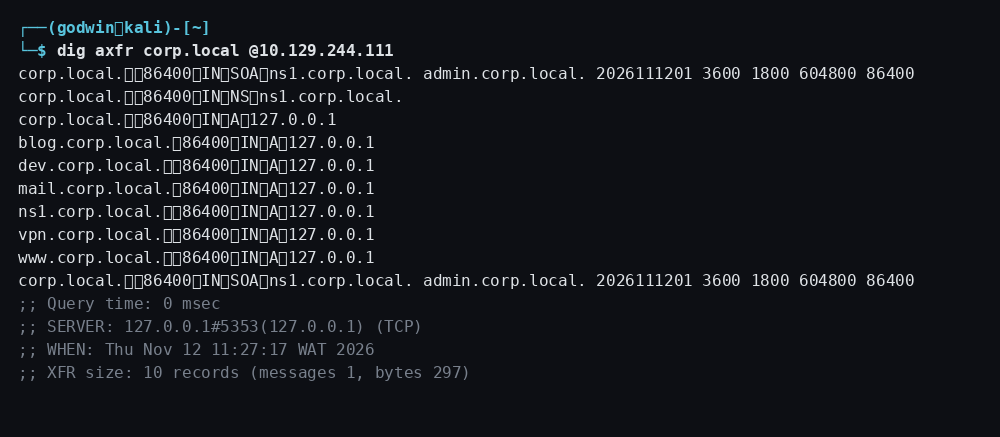 ┌──(godwin㉿kali)-[~]
└─$ dig axfr corp.local @10.129.244.111
corp.local.		86400	IN	SOA	ns1.corp.local. admin.corp.local. 2026111201 3600 1800 604800 86400
corp.local.		86400	IN	NS	ns1.corp.local.
corp.local.		86400	IN	A	127.0.0.1
blog.corp.local.	86400	IN	A	127.0.0.1
dev.corp.local.		86400	IN	A	127.0.0.1
mail.corp.local.	86400	IN	A	127.0.0.1
ns1.corp.local.		86400	IN	A	127.0.0.1
vpn.corp.local.		86400	IN	A	127.0.0.1
www.corp.local.		86400	IN	A	127.0.0.1
corp.local.		86400	IN	SOA	ns1.corp.local. admin.corp.local. 2026111201 3600 1800 604800 86400
;; Query time: 0 msec
;; SERVER: 127.0.0.1#5353(127.0.0.1) (TCP)
;; WHEN: Thu Nov 12 11:27:17 WAT 2026
;; XFR size: 10 records (messages 1, bytes 297)